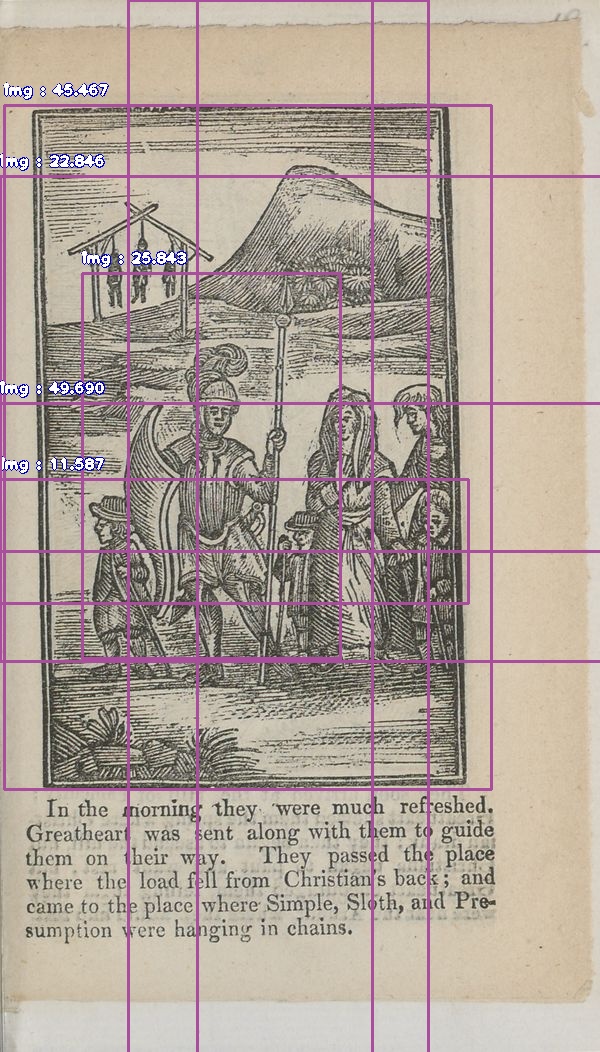 Img : 45.467
Img : 22.846
Img : 25.843
Img : 49.690
Img : 11.587
In the morning they were much refreshed.
Greatheart was sent along with them to guide
them on their way. They passed the place
where the load fell from Christian's back; and
came to the place where Simple, Sloth, and Pre-
sumption were hanging in chains.